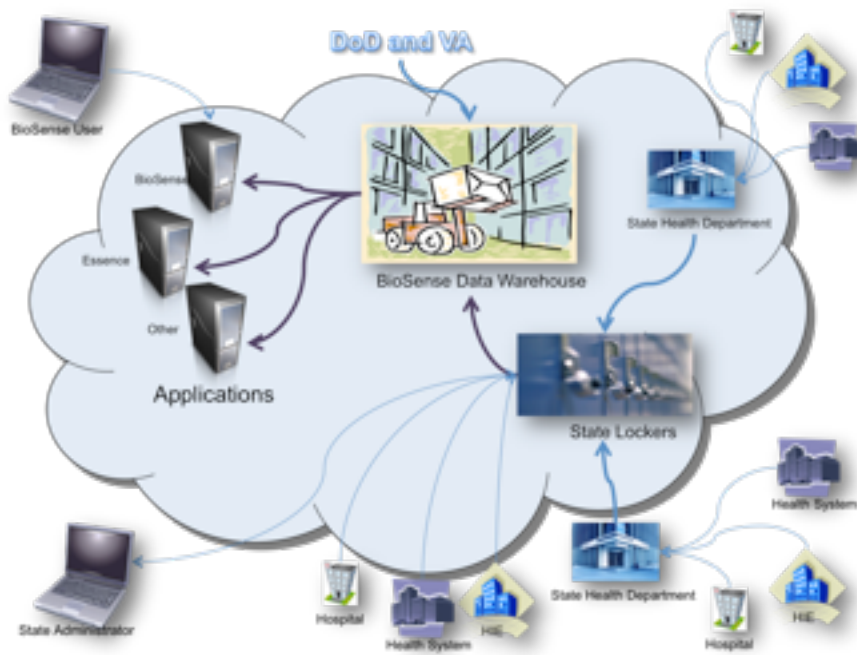 DoD and VA
BioSense User
BioSense
State Health Department
Essence
BioSense Data Warehouse
Other
Applications
State Lockers
Health System
State Administrator
Hospital
Health System
HIE
State Health Department
Hospital
HIE